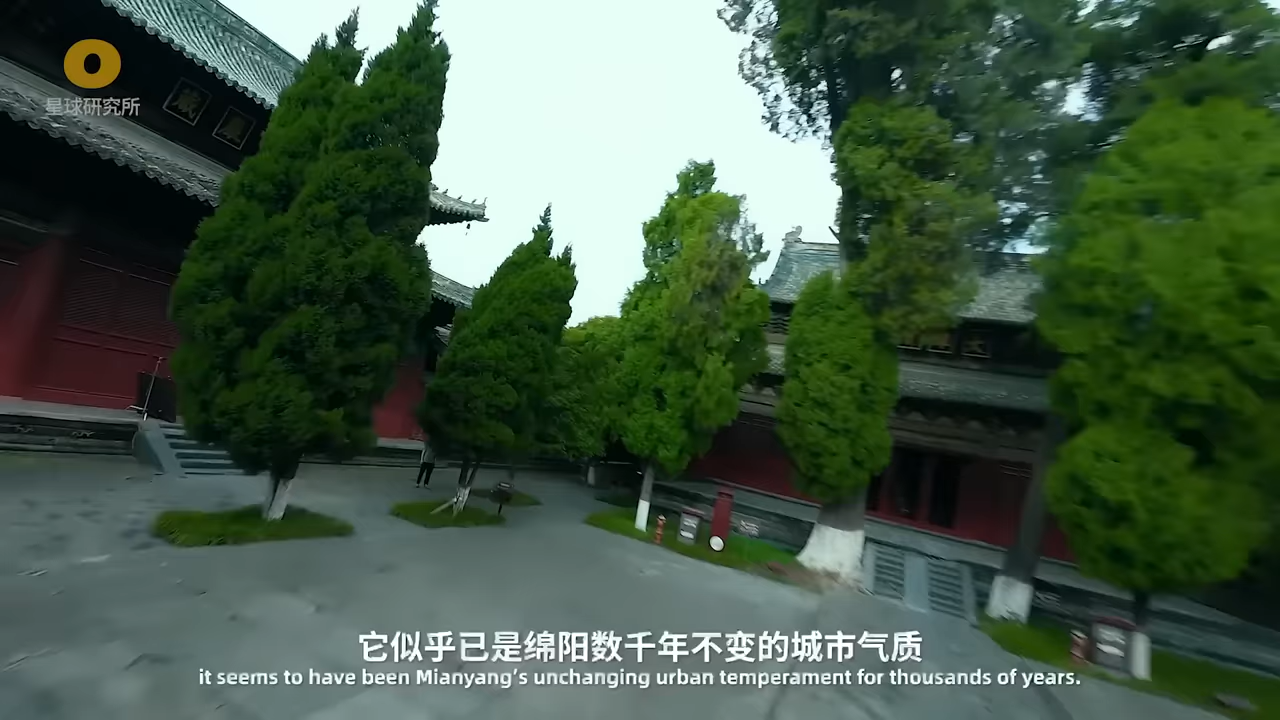 星球研究所
藏
它似乎已是绵阳数千年不变的城市气质
it seems to have been Mianyang's unchanging urban temperament for thousands of years.